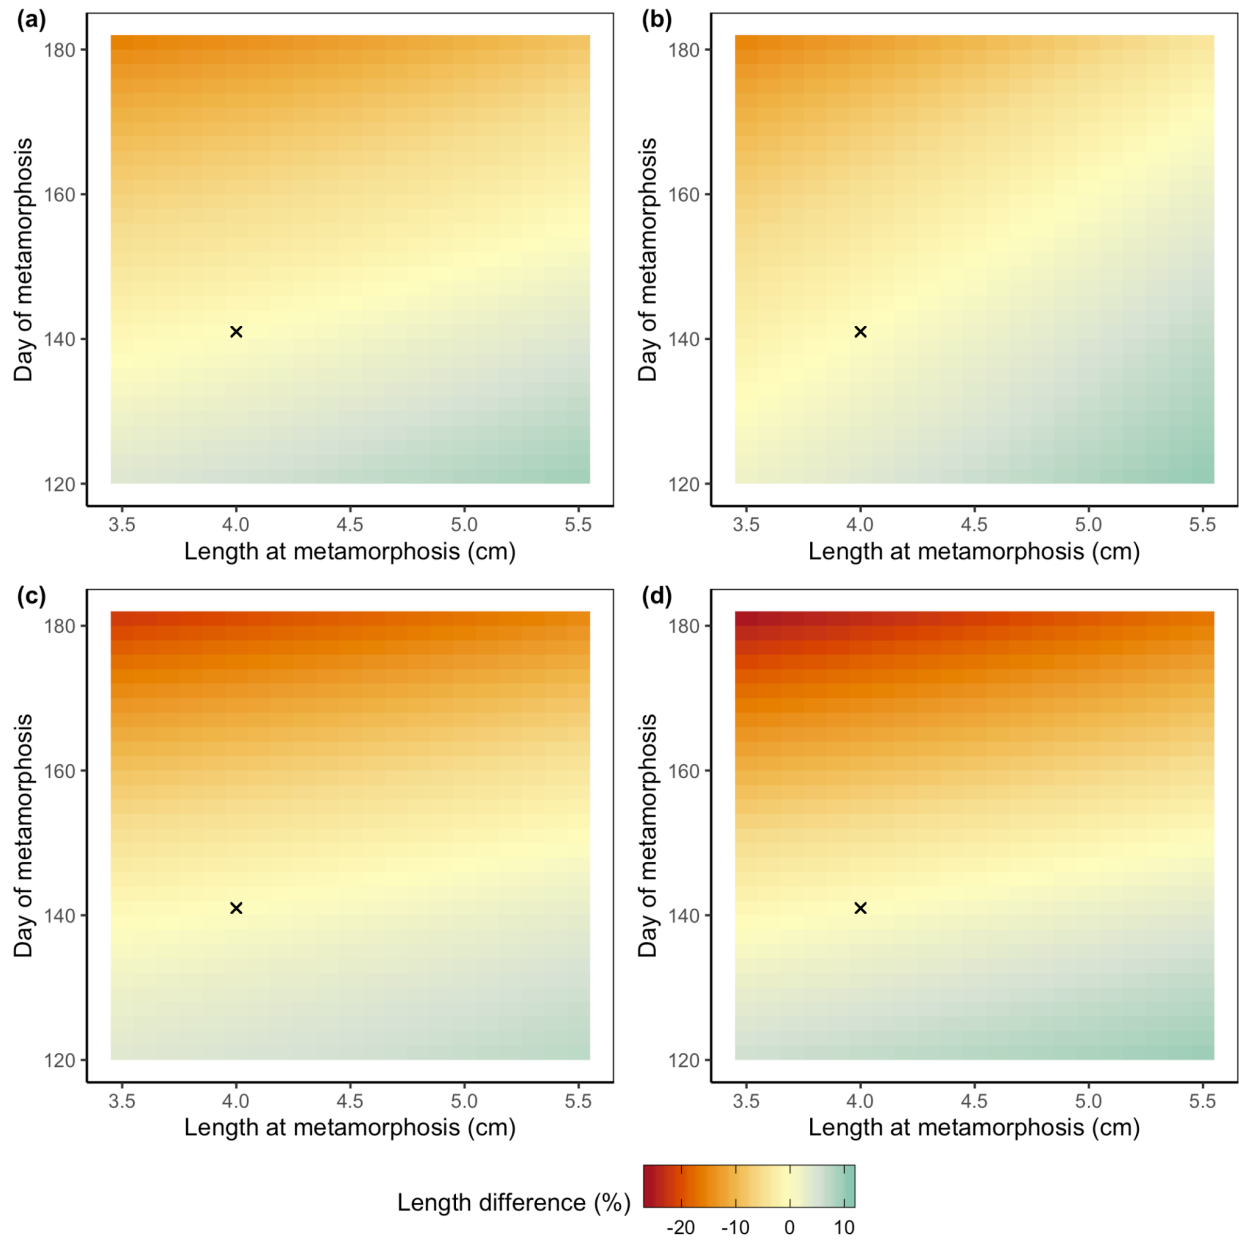 (a)
(b)
180
160
140
120
Day of metamorphosis
3.5 4.0 4.5 5.0 5.5
Length at metamorphosis (cm)
180
160
140
120
Day of metamorphosis
3.5 4.0 4.5 5.0 5.5
Length at metamorphosis (cm)
(c)
(d)
180
160
140
120
Day of metamorphosis
3.5 4.0 4.5 5.0 5.5
Length at metamorphosis (cm)
180
160
140
120
Day of metamorphosis
3.5 4.0 4.5 5.0 5.5
Length at metamorphosis (cm)
Length difference (%)
-20 -10 0 10